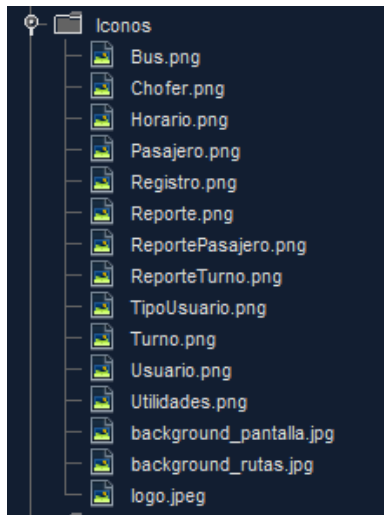 Iconos
Bus.png
Chofer.png
Horario.png
Pasajero.png
Registro.png
Reporte.png
ReportePasajero.png
ReporteTurno.png
TipoUsuario.png
Turno.png
Usuario.png
Utilidades.png
background_pantalla.jpg
background_rutas.jpg
logo.jpeg